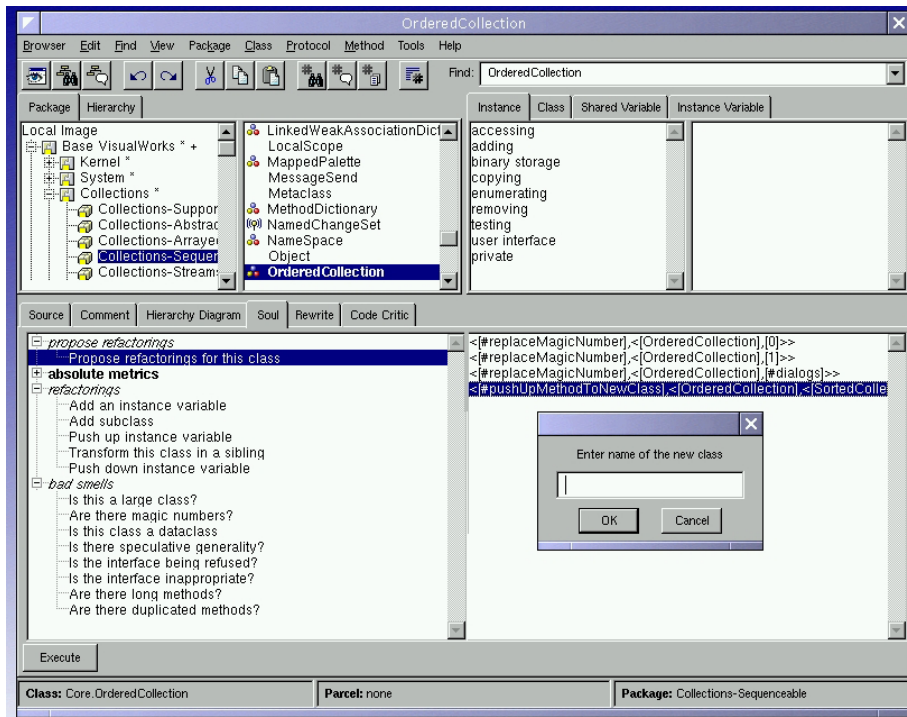 OrderedCollection
Browser Edit Find View Package Class Protocol Method Tools Help
Find: OrderedCollection
Package Hierarchy
Instance Class Shared Variable Instance Variable
Local Image
Base VisualWorks * +
Kernel *
System *
Collections *
Collections-Suppor
Collections-Abstrac
Collections-Arraye
Collections-Sequer
Collections-Stream
LinkedWeakAssociationDict
LocalScope
MappedPalette
MessageSend
Metaclass
MethodDictionary
NamedChangeSet
NameSpace
Object
OrderedCollection
accessing
adding
binary storage
copying
enumerating
removing
testing
user interface
private
Source Comment Hierarchy Diagram Soul Rewrite Code Critic
propose refactorings
Propose refactorings for this class
absolute metrics
refactorings
Add an instance variable
Add subclass
Push up instance variable
Transform this class in a sibling
Push down instance variable
bad smells
Is this a large class?
Are there magic numbers?
Is this class a dataclass
Is there speculative generality?
Is the interface being refused?
Is the interface inappropriate?
Are there long methods?
Are there duplicated methods?
<[#replaceMagicNumber],<[OrderedCollection],[0]>>
<[#replaceMagicNumber],<[OrderedCollection],[1]>>
<[#replaceMagicNumber],<[OrderedCollection],[#dialogs]>>
<[#pushUpMethodToNewClass],<[OrderedCollection],<[SortedColle
Enter name of the new class
OK Cancel
Execute
Class: Core.OrderedCollection
Parcel: none
Package: Collections-Sequenceable